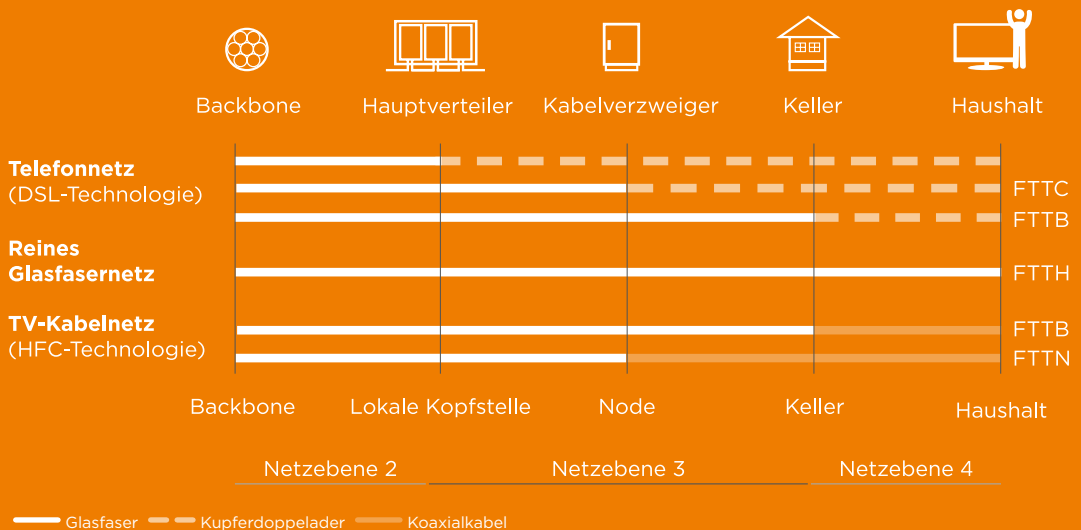 Backbone Hauptverteiler Kabelverzweiger Keller Haushalt
Telefonnetz
(DSL-Technologie)
FTTC
FTTB
Reines
Glasfasernetz
FTTH
TV-Kabelnetz
(HFC-Technologie)
FTTB
FTTN
Backbone Lokale Kopfstelle Node Keller Haushalt
Netzebene 2 Netzebene 3 Netzebene 4
Glasfaser Kupferdoppelader Koaxialkabel